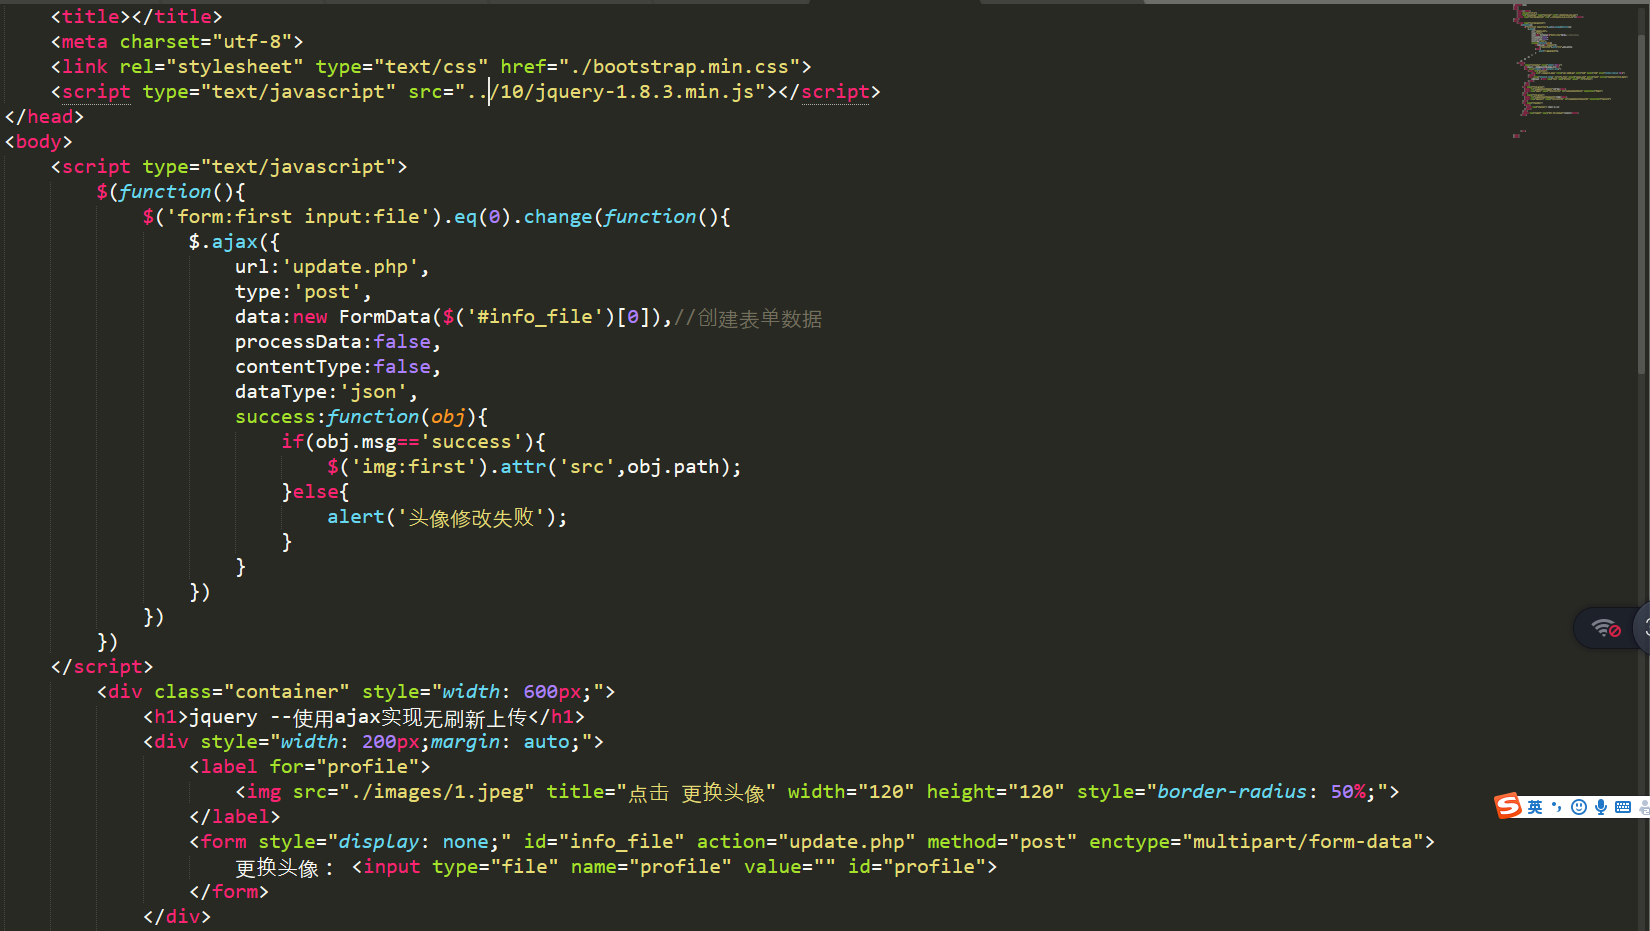 <title></title>
<meta charset="utf-8">
<link rel="stylesheet" type="text/css" href="./bootstrap.min.css">
<script type="text/javascript" src="../10/jquery-1.8.3.min.js"></script>
</head>
<body>
<script type="text/javascript">
$(function(){
$('form:first input:file').eq(0).change(function(){
$.ajax({
url:'update.php',
type:'post',
data:new FormData($('#info_file')[0]),//创建表单数据
processData:false,
contentType:false,
dataType:'json',
success:function(obj){
if(obj.msg=='success'){
$('img:first').attr('src',obj.path);
}else{
alert('头像修改失败');
}
}
})
})
})
</script>
<div class="container" style="width: 600px;">
<h1>jquery --使用ajax实现无刷新上传</h1>
<div style="width: 200px;margin: auto;">
<label for="profile">
<img src="./images/1.jpeg" title="点击 更换头像" width="120" height="120" style="border-radius: 50%;">
</label>
<form style="display: none;" id="info_file" action="update.php" method="post" enctype="multipart/form-data">
更换头像： <input type="file" name="profile" value="" id="profile">
</form>
</div>
S 英